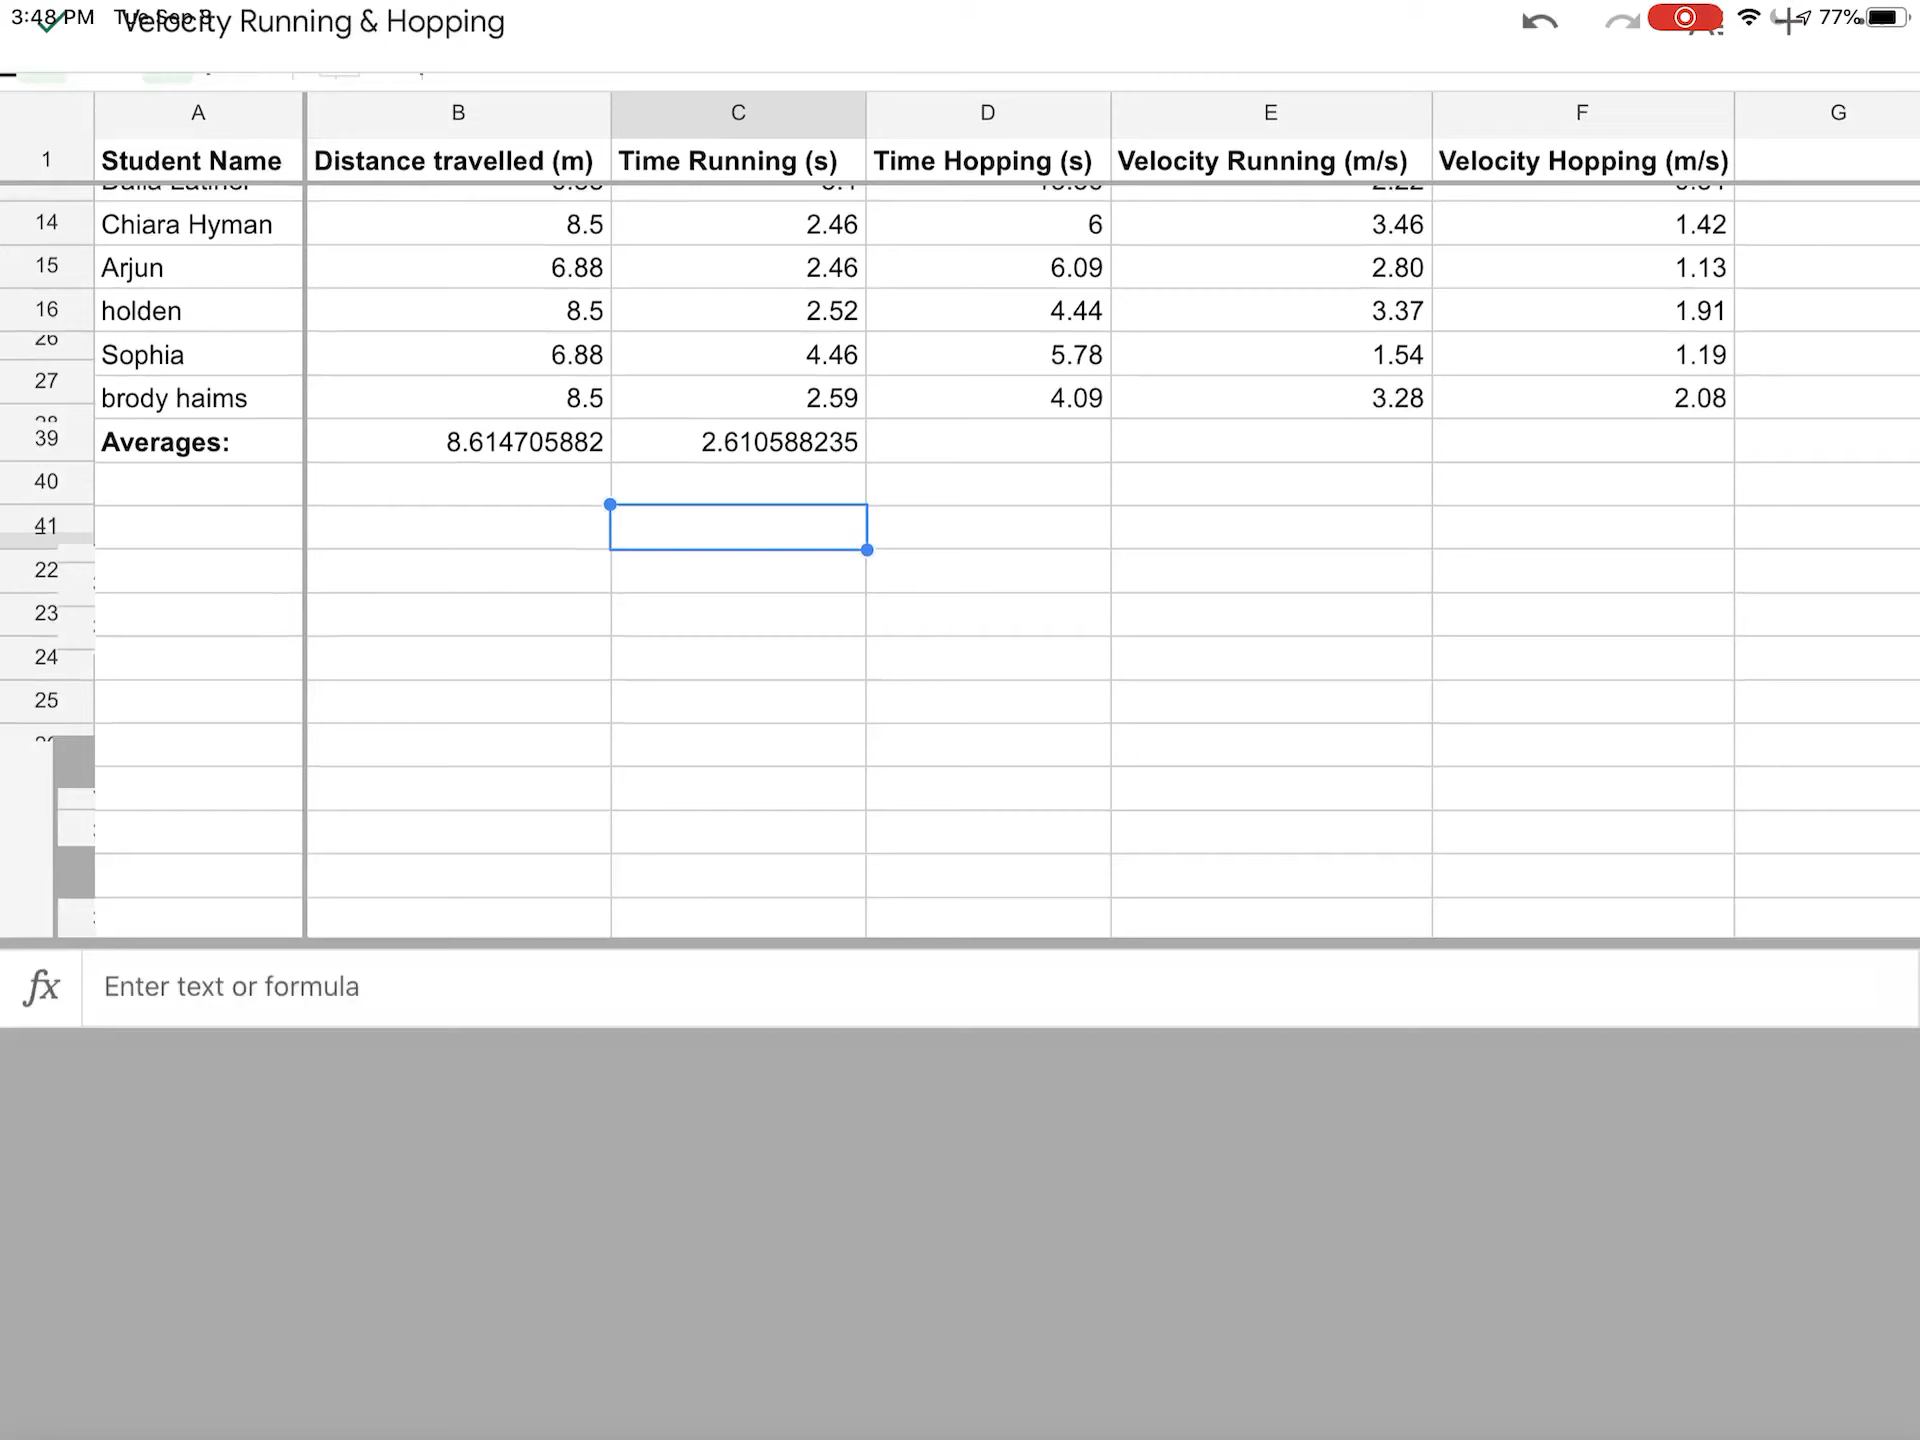 3:48 PM Tue Sep 8
Velocity Running & Hopping
77%
A B C D E F G
1 Student Name Distance travelled (m) Time Running (s) Time Hopping (s) Velocity Running (m/s) Velocity Hopping (m/s)
14 Chiara Hyman 8.5 2.46 6 3.46 1.42
15 Arjun 6.88 2.46 6.09 2.80 1.13
16 holden 8.5 2.52 4.44 3.37 1.91
26 Sophia 6.88 4.46 5.78 1.54 1.19
27 brody haims 8.5 2.59 4.09 3.28 2.08
39 Averages: 8.614705882 2.610588235
40
41
22
23
24
25
fx Enter text or formula